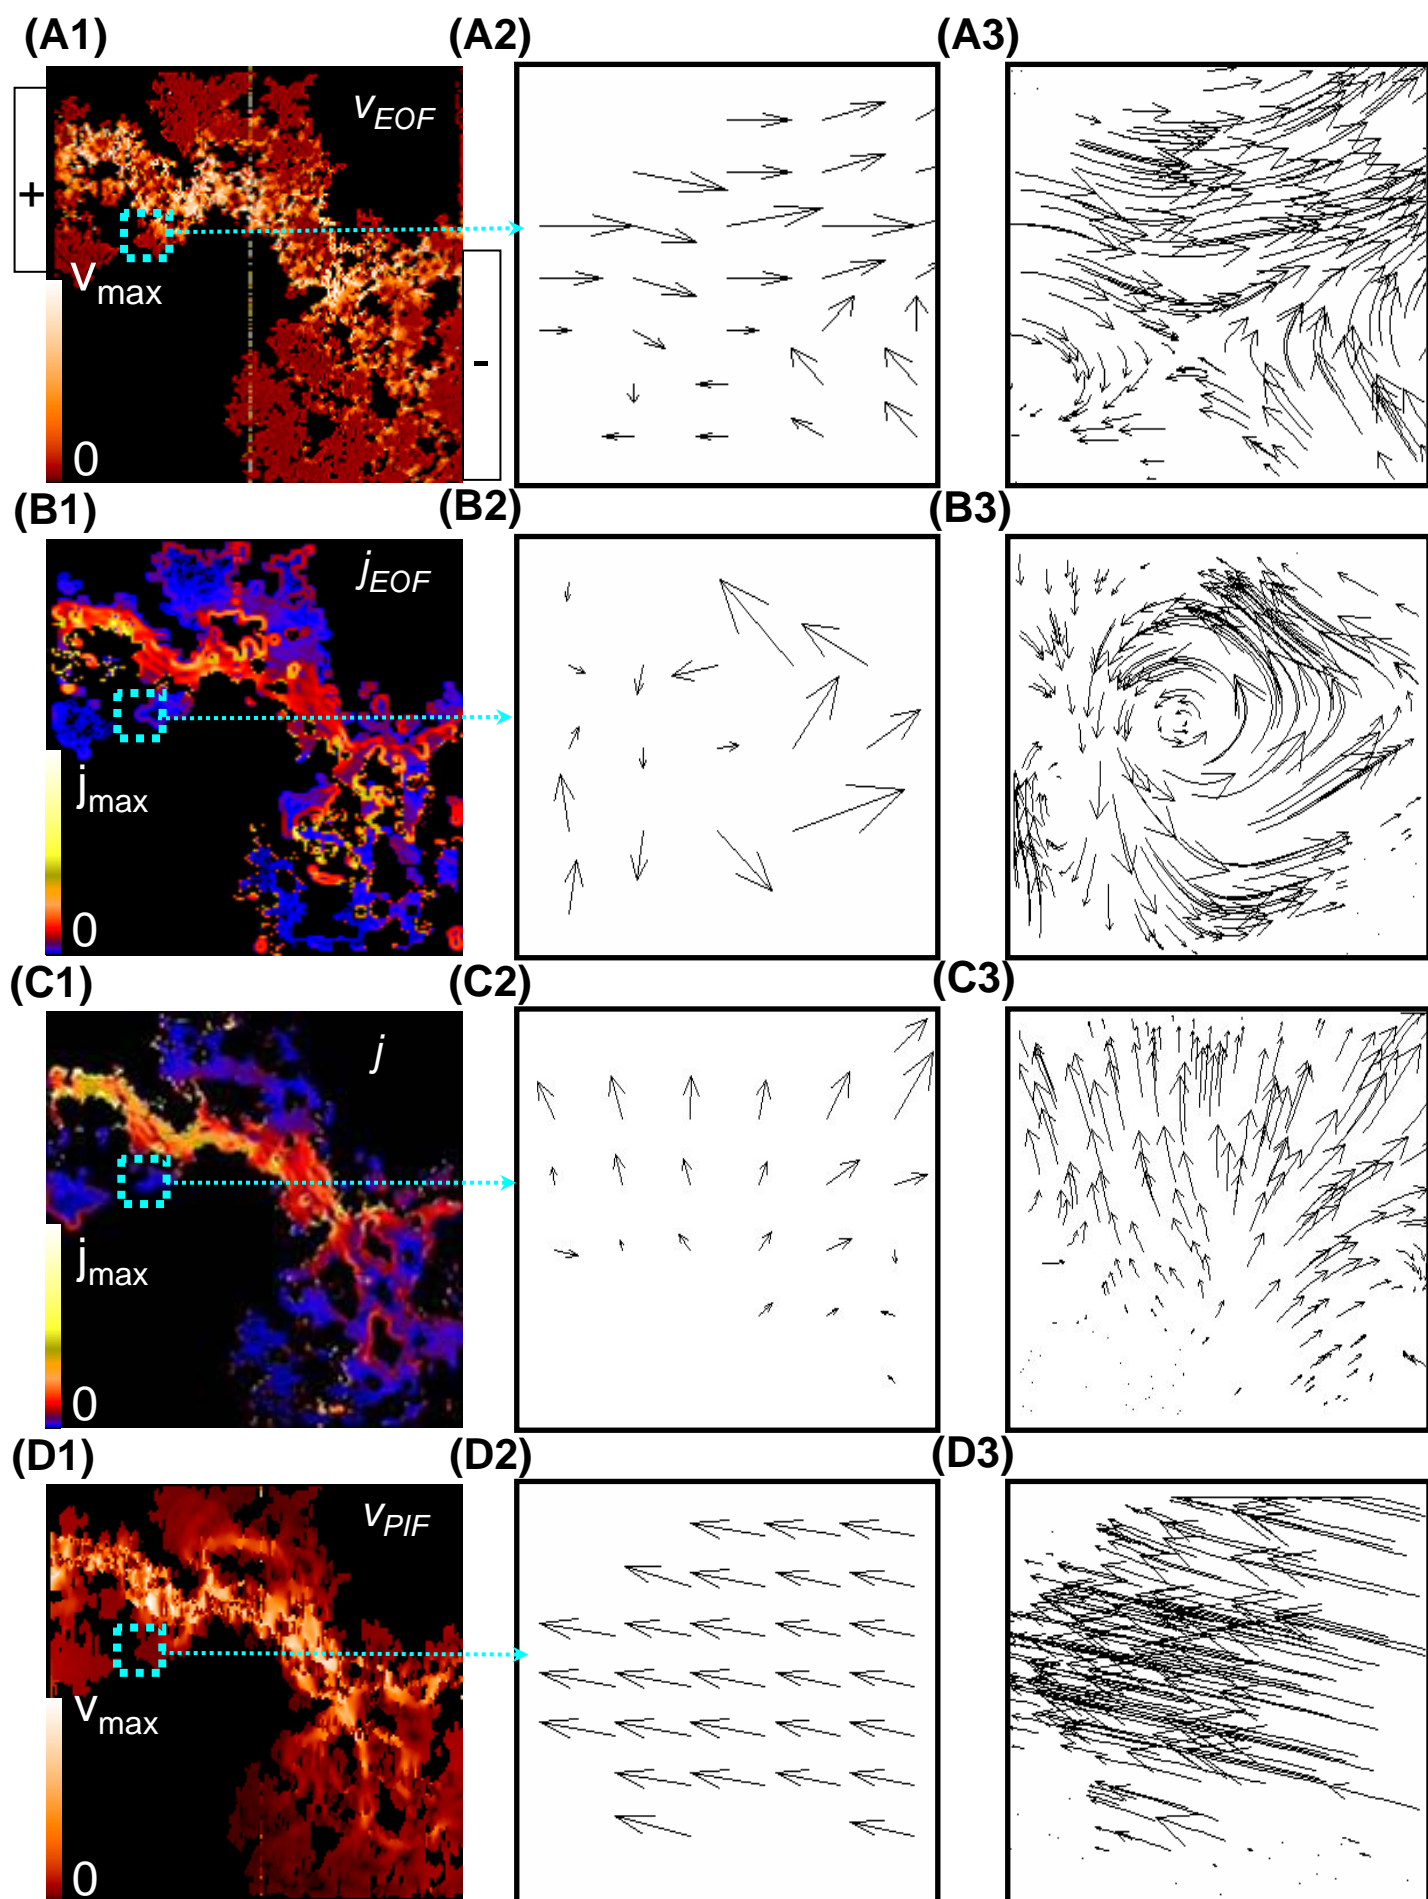 (A1) (A2) (A3)
v_EOF
+
v_max
-
0
(B1) (B2) (B3)
j_EOF
j_max
0
(C1) (C2) (C3)
j
j_max
0
(D1) (D2) (D3)
v_PIF
v_max
0